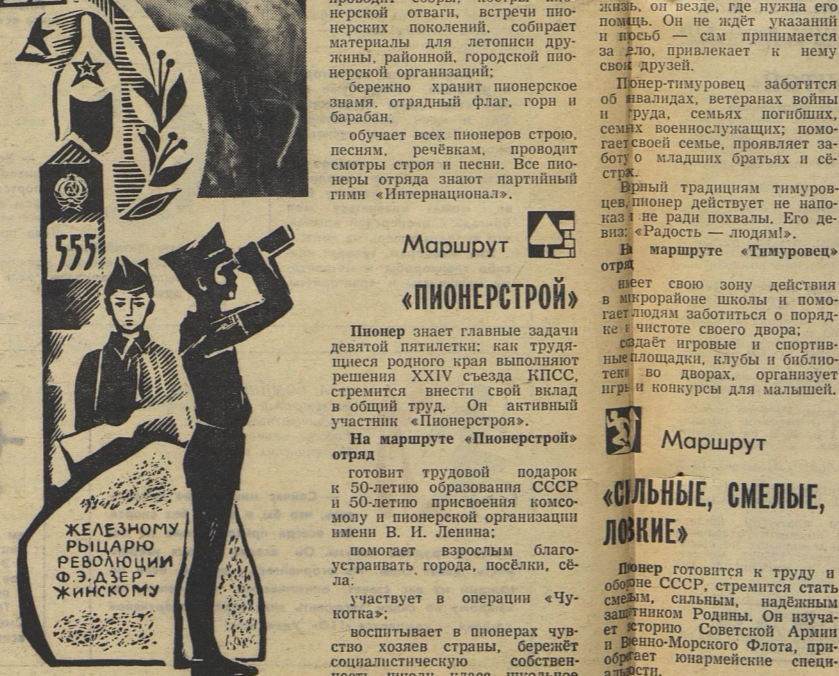 555
ЖЕЛЕЗНОМУ
РЫЦАРЮ
РЕВОЛЮЦИИ
Ф.Э.ДЗЕР-
ЖИНСКОМУ
нерской отваги, встречи пио-
нерских поколений, собирает
материалы для летописи дру-
жины, районной, городской пио-
нерской организаций;
бережно хранит пионерское
знамя, отрядный флаг, горн и
барабан,
обучает всех пионеров строю,
песням, речёвкам, проводит
смотры строя и песни. Все пио-
неры отряда знают партийный
гимн «Интернационал».
Маршрут
«ПИОНЕРСТРОЙ»
Пионер знает главные задачи
девятой пятилетки: как трудя-
щиеся родного края выполняют
решения XXIV съезда КПСС,
стремится внести свой вклад
в общий труд. Он активный
участник «Пионерстроя».
На маршруте «Пионерстрой»
отряд
готовит трудовой подарок
к 50-летию образования СССР
и 50-летию присвоения комсо-
молу и пионерской организации
имени В. И. Ленина;
помогает взрослым благо-
устраивать города, посёлки, сё-
ла;
участвует в операции «Чу-
котка»;
воспитывает в пионерах чув-
ство хозяев страны, бережёт
социалистическую собствен-
жизнь, он везде, где нужна его
помощь. Он не ждёт указаний
и просьб — сам принимается
за дело, привлекает к нему
своих друзей.
Пионер-тимуровец заботится
об инвалидах, ветеранах войны
и труда, семьях погибших,
семьях военнослужащих; помо-
гает своей семье, проявляет за-
боту о младших братьях и сё-
страх.
Верный традициям тимуров-
цев, пионер действует не напо-
каз и не ради похвалы. Его де-
виз: «Радость — людям!».
На маршруте «Тимуровец»
отряд
имеет свою зону действия
в микрорайоне школы и помо-
гает людям заботиться о поряд-
ке и чистоте своего двора;
создаёт игровые и спортив-
ные площадки, клубы и библио-
теки во дворах, организует
игры и конкурсы для малышей.
Маршрут
«СИЛЬНЫЕ, СМЕЛЫЕ,
ЛОВКИЕ»
Пионер готовится к труду и
обороне СССР, стремится стать
смелым, сильным, надёжным
защитником Родины. Он изуча-
ет историю Советской Армии
и Военно-Морского Флота, при-
обретает юнармейские специ-
альности.